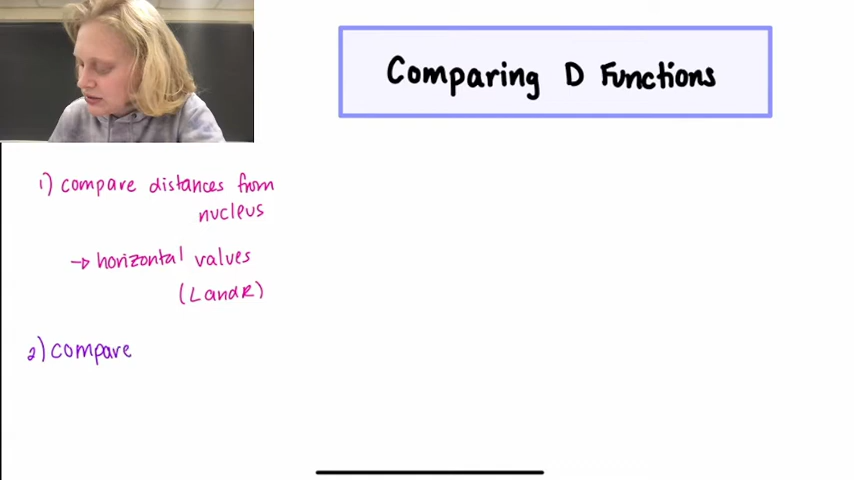 Comparing D Functions
1) compare distances from
nucleus
→ horizontal values
(L and R)
2) compare